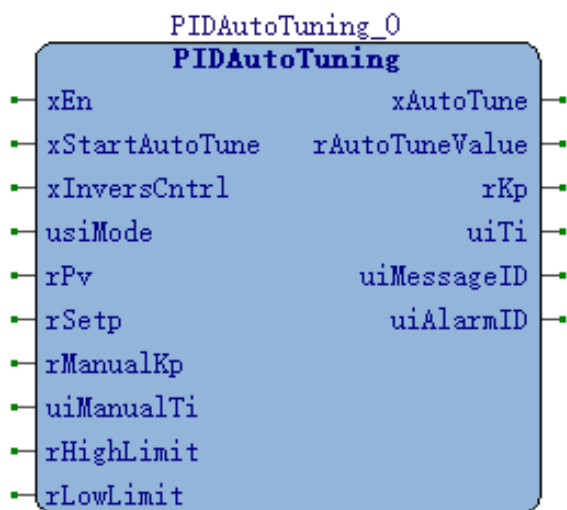 PIDAutoTuning_0
PIDAutoTuning
xEn xAutoTune
xStartAutoTune rAutoTuneValue
xInversCntrl rKp
usiMode uiTi
rPv uiMessageID
rSetp uiAlarmID
rManualKp
uiManualTi
rHighLimit
rLowLimit